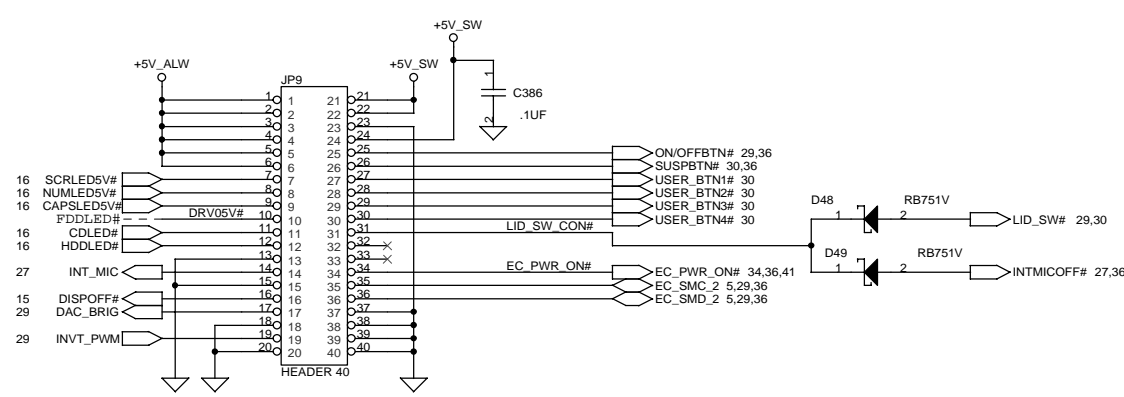 +5V_SW
+5V_ALW
+5V_SW
JP9
1 1 21 21
2 2 22 22
3 3 23 23
4 4 24 24
5 5 25 25
6 6 26 26
7 7 27 27
8 8 28 28
9 9 29 29
10 10 30 30
11 11 31 31
12 12 32 32
13 13 33 33
14 14 34 34
15 15 35 35
16 16 36 36
17 17 37 37
18 18 38 38
19 19 39 39
20 20 40 40
HEADER 40
1
C386
.1UF
2
16 SCRLED5V#
16 NUMLED5V#
16 CAPSLED5V#
FDDLED# DRV05V#
16 CDLED#
16 HDDLED#
27 INT_MIC
15 DISPOFF#
29 DAC_BRIG
29 INVT_PWM
ON/OFFBTN# 29,36
SUSPBTN# 30,36
USER_BTN1# 30
USER_BTN2# 30
USER_BTN3# 30
USER_BTN4# 30
LID_SW_CON#
EC_PWR_ON# EC_PWR_ON# 34,36,41
EC_SMC_2 5,29,36
EC_SMD_2 5,29,36
D48 RB751V
1 2 LID_SW# 29,30
D49 RB751V
1 2 INTMICOFF# 27,36